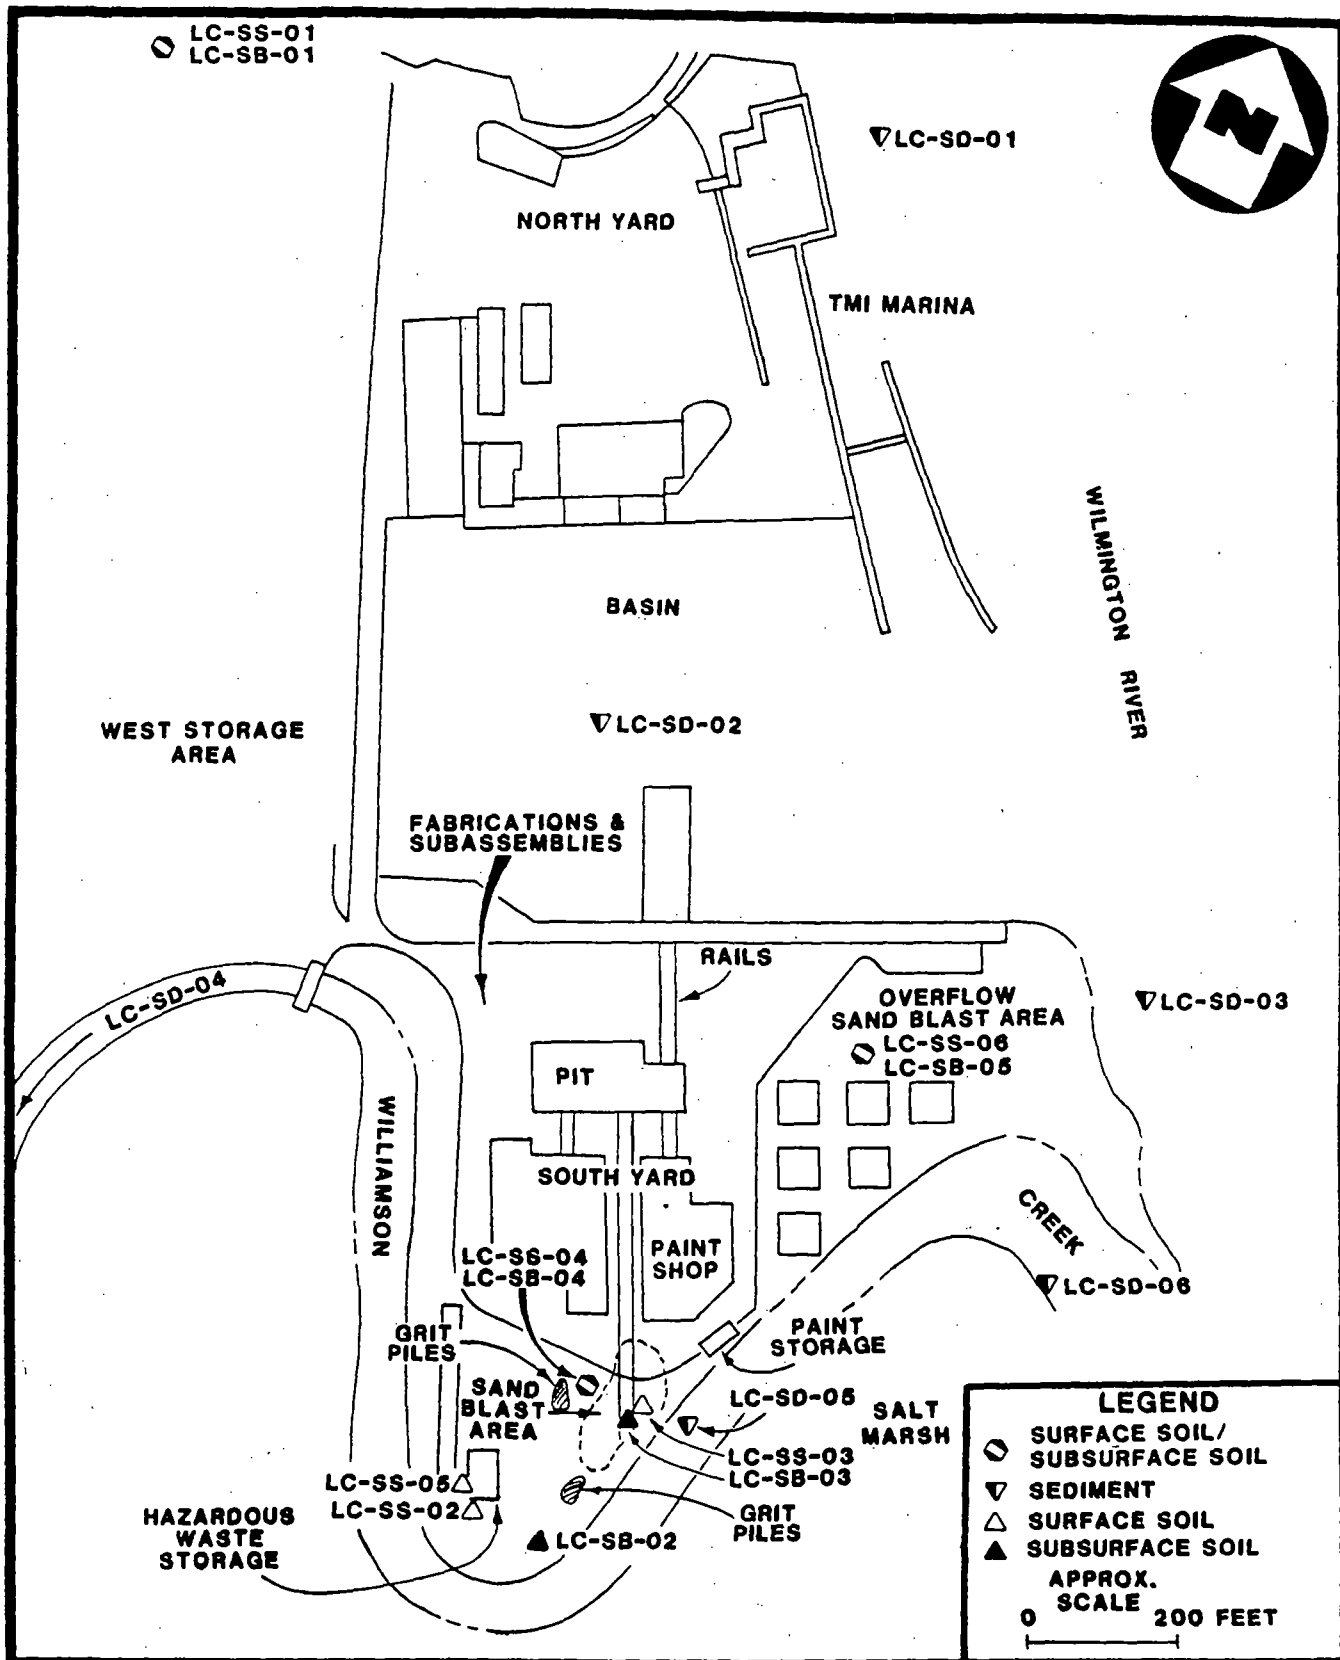 LC-SS-01
LC-SB-01
N
LC-SD-01
NORTH YARD
TMI MARINA
WILMINGTON RIVER
BASIN
LC-SD-02
WEST STORAGE
AREA
FABRICATIONS &
SUBASSEMBLIES
RAILS
LC-SD-04
OVERFLOW
SAND BLAST AREA
LC-SS-06
LC-SB-05
LC-SD-03
PIT
WILLIAMSON
SOUTH YARD
CREEK
PAINT
SHOP
LC-SS-04
LC-SB-04
LC-SD-06
GRIT
PILES
PAINT
STORAGE
SAND
BLAST
AREA
LC-SD-05
SALT
MARSH
LC-SS-03
LC-SB-03
LC-SS-05
LC-SS-02
GRIT
PILES
HAZARDOUS
WASTE
STORAGE
LC-SB-02
LEGEND
SURFACE SOIL/
SUBSURFACE SOIL
SEDIMENT
SURFACE SOIL
SUBSURFACE SOIL
APPROX.
SCALE
0 200 FEET